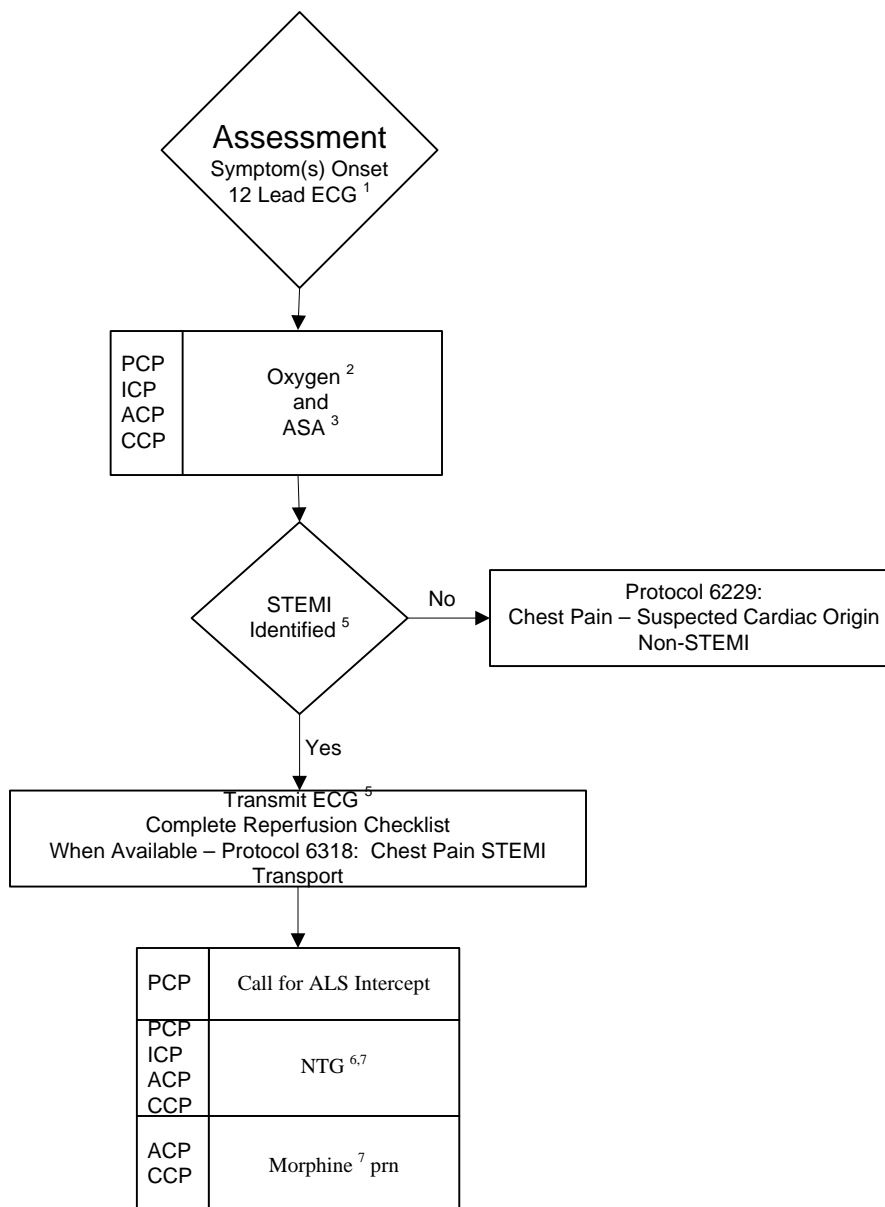 Assessment
Symptom(s) Onset
12 Lead ECG 1
PCP
ICP
ACP
CCP
Oxygen 2
and
ASA 3
STEMI
Identified 5
No
Protocol 6229:
Chest Pain – Suspected Cardiac Origin
Non-STEMI
Yes
Transmit ECG 5
Complete Reperfusion Checklist
When Available – Protocol 6318: Chest Pain STEMI
Transport
PCP
Call for ALS Intercept
PCP
ICP
ACP
CCP
NTG 6,7
ACP
CCP
Morphine 7 prn